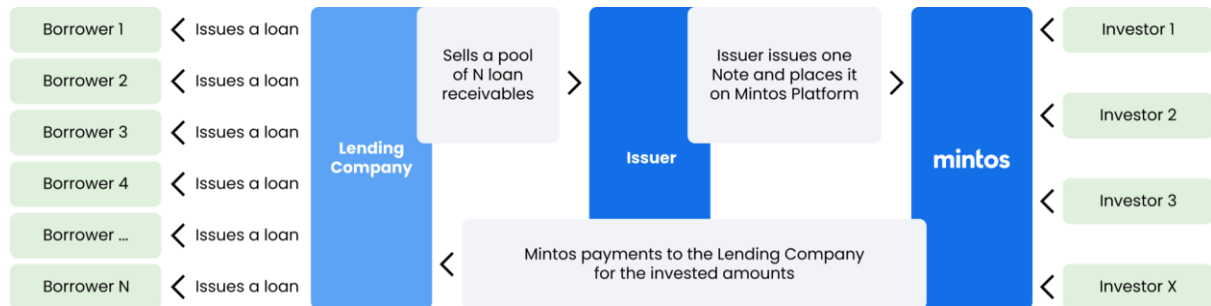 Borrower 1
Issues a loan
Borrower 2
Issues a loan
Borrower 3
Issues a loan
Borrower 4
Issues a loan
Borrower ...
Issues a loan
Borrower N
Issues a loan
Lending
Company
Sells a pool
of N loan
receivables
Issuer
Issuer issues one
Note and places it
on Mintos Platform
mintos
Mintos payments to the Lending Company
for the invested amounts
Investor 1
Investor 2
Investor 3
Investor X